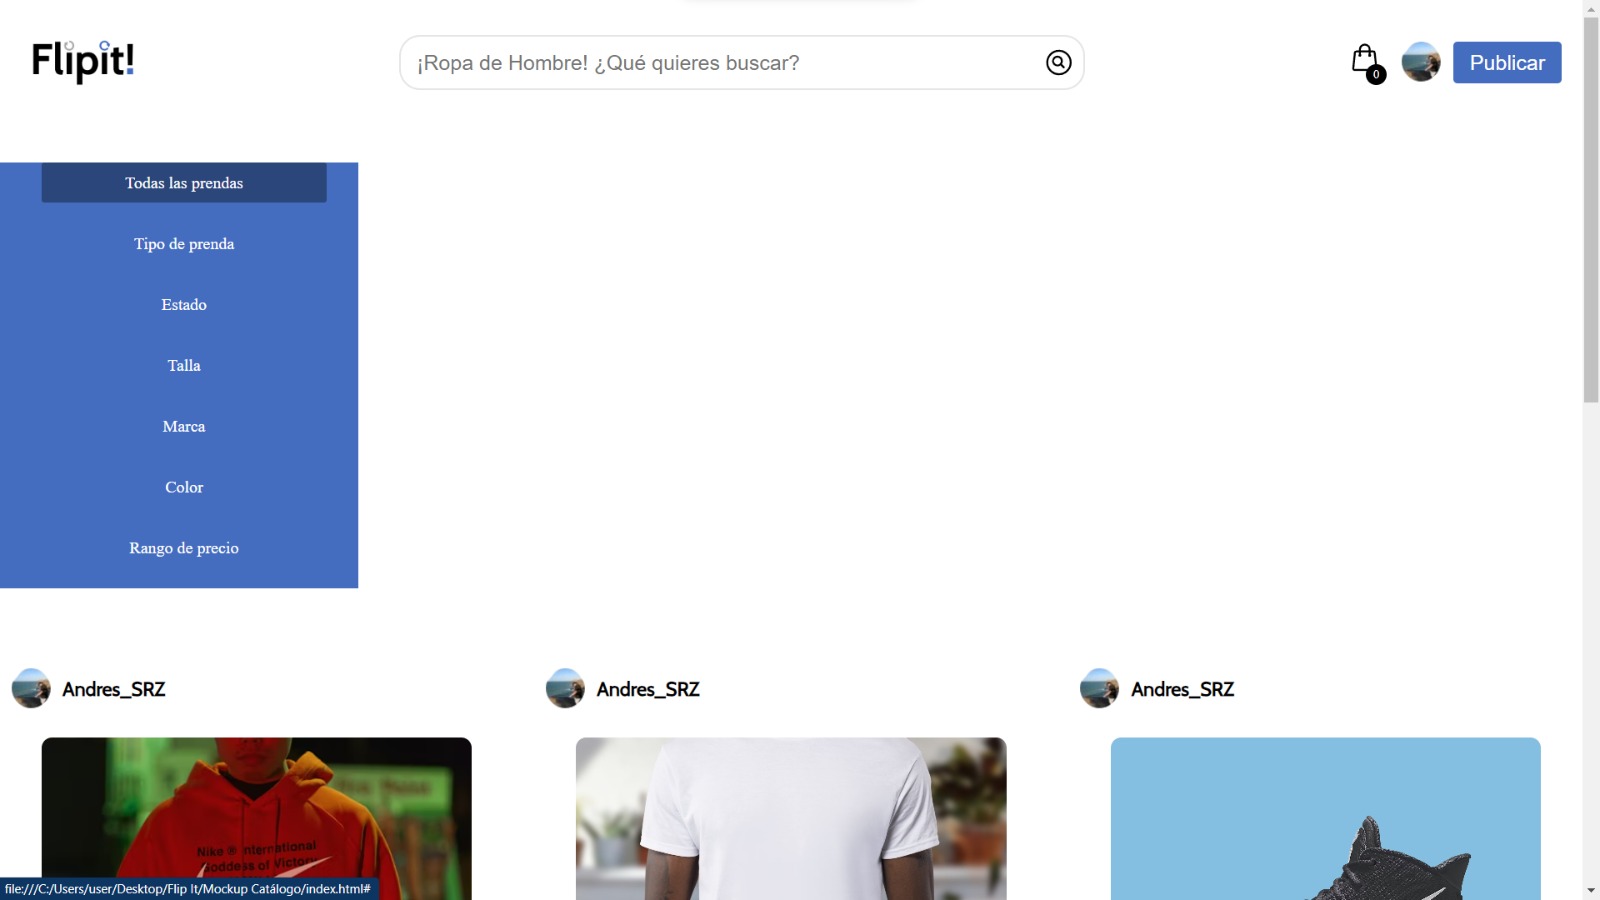 Flipit!
¡Ropa de Hombre! ¿Qué quieres buscar?
0
Publicar
Todas las prendas
Tipo de prenda
Estado
Talla
Marca
Color
Rango de precio
Andres_SRZ
Andres_SRZ
Andres_SRZ
Nike ® International
Goddess of Victory
file:///C:/Users/user/Desktop/Flip It/Mockup Catálogo/index.html#